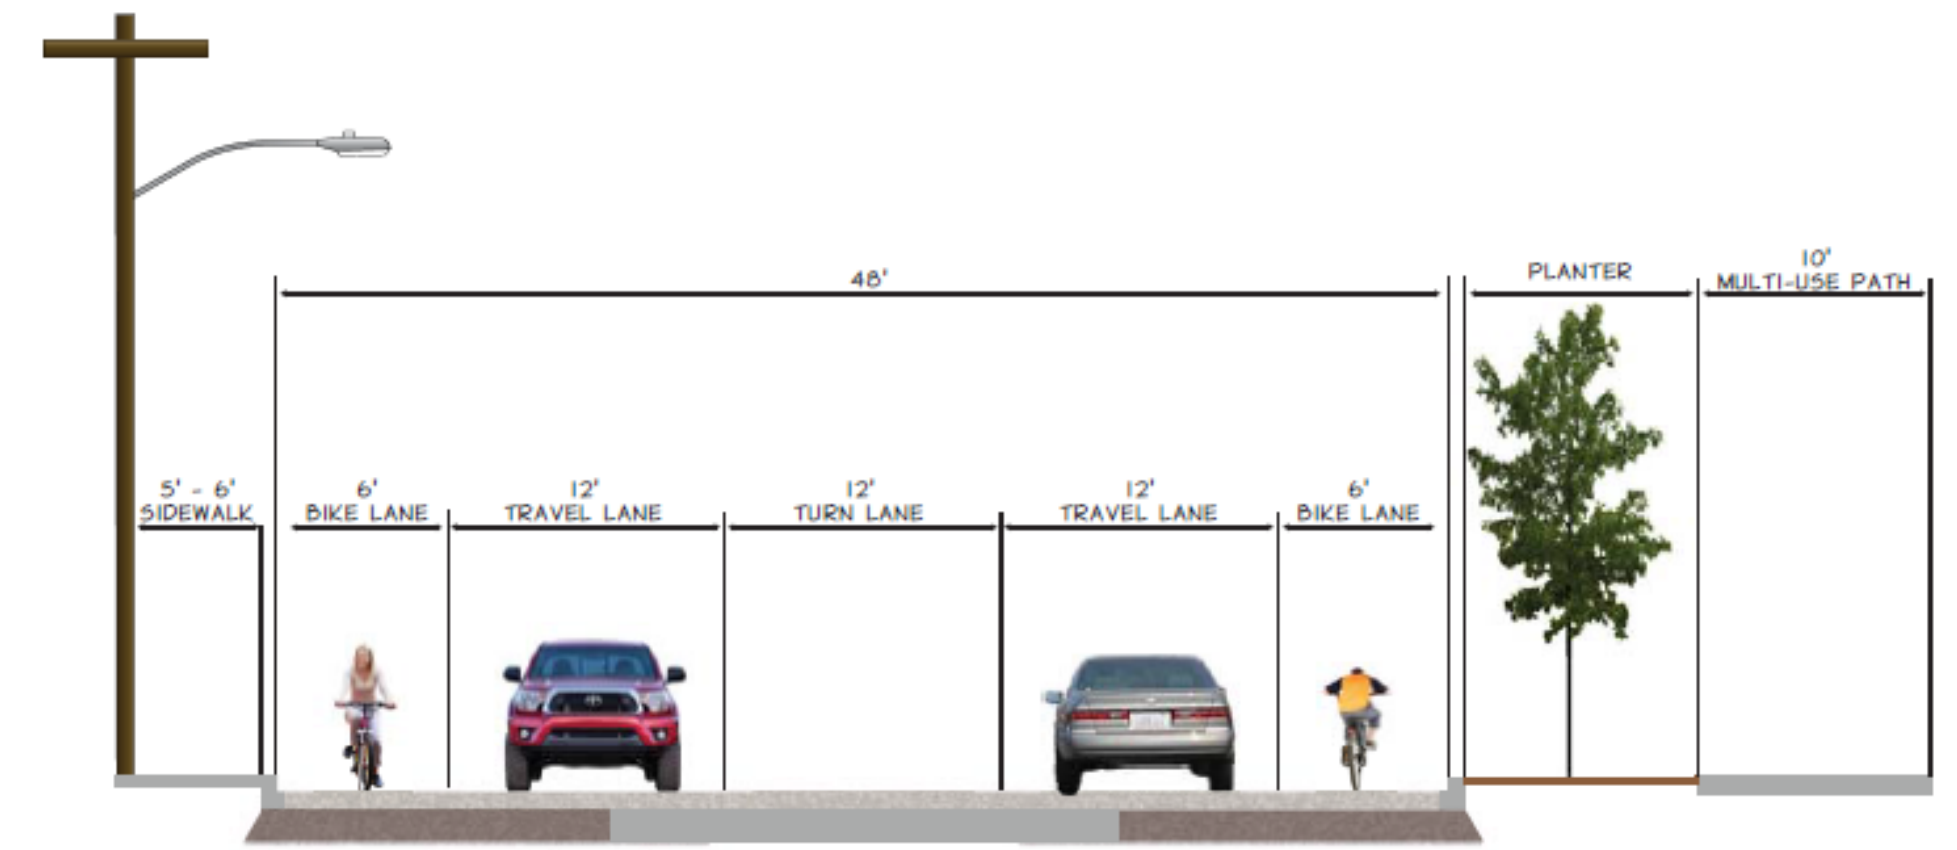 48'
PLANTER
10'
MULTI-USE PATH
5' - 6'
SIDEWALK
6'
BIKE LANE
12'
TRAVEL LANE
12'
TURN LANE
12'
TRAVEL LANE
6'
BIKE LANE